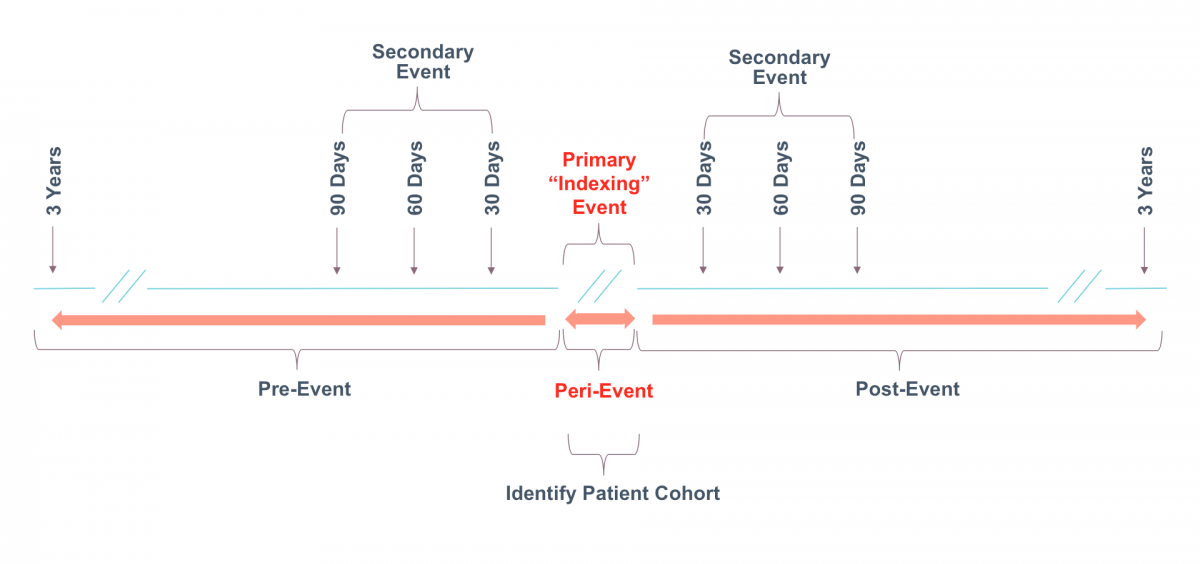 Secondary
Event
Secondary
Event
3 Years
90 Days
60 Days
30 Days
Primary
“Indexing”
Event
30 Days
60 Days
90 Days
3 Years
Pre-Event
Peri-Event
Post-Event
Identify Patient Cohort